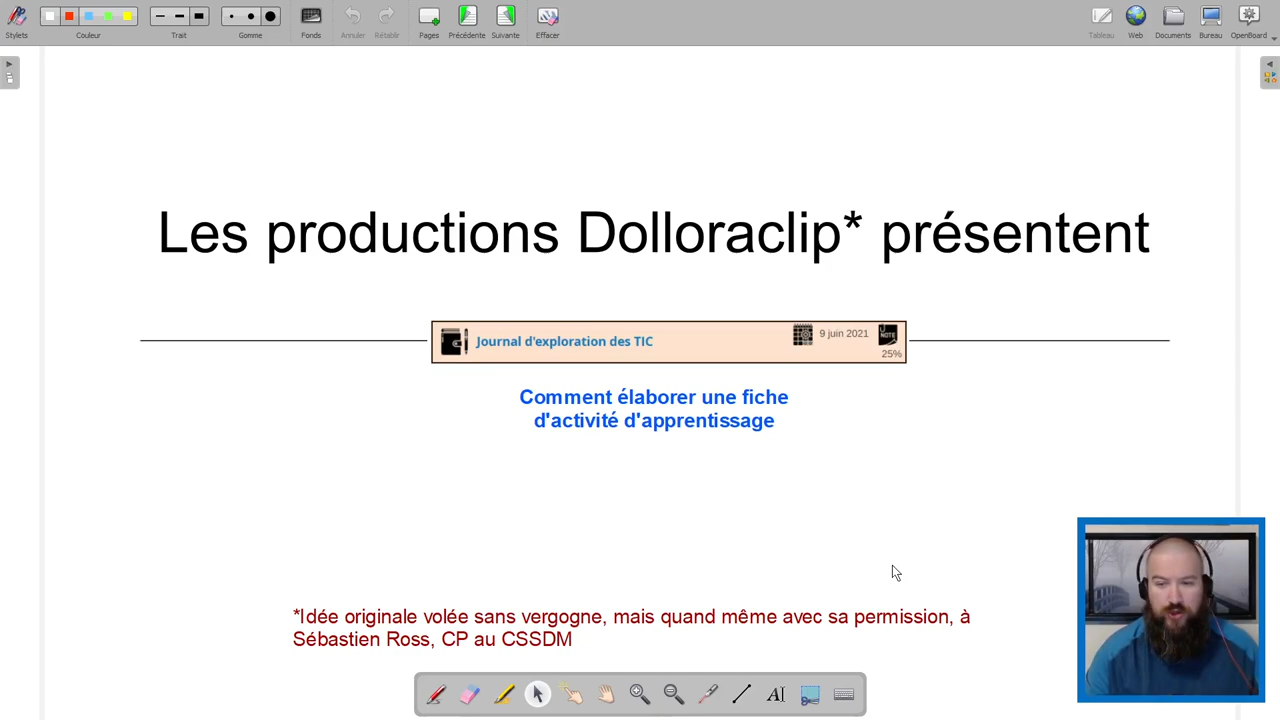 Stylets
Couleur
Trait
Gomme
Fonds
Annuler
Rétablir
Pages
Précédente
Suivante
Effacer
Tableau
Web
Documents
Bureau
OpenBoard
Les productions Dolloraclip* présentent
Journal d'exploration des TIC
9 juin 2021
NOTE
25%
Comment élaborer une fiche
d'activité d'apprentissage
*Idée originale volée sans vergogne, mais quand même avec sa permission, à
Sébastien Ross, CP au CSSDM